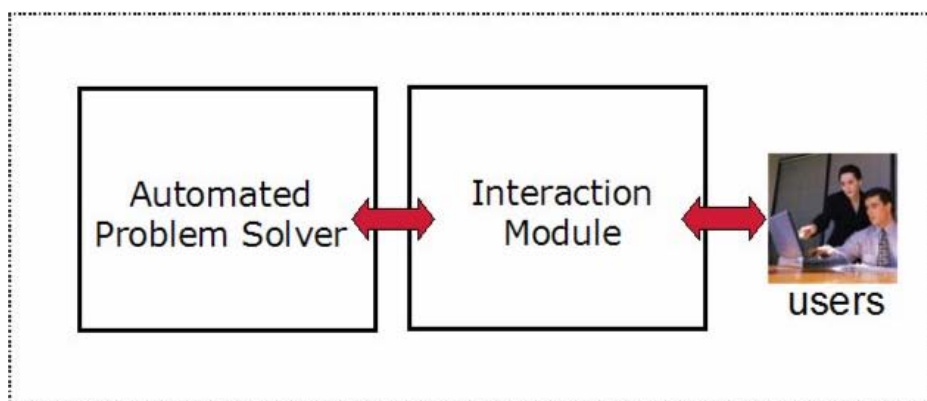 Automated
Problem Solver
Interaction
Module
users